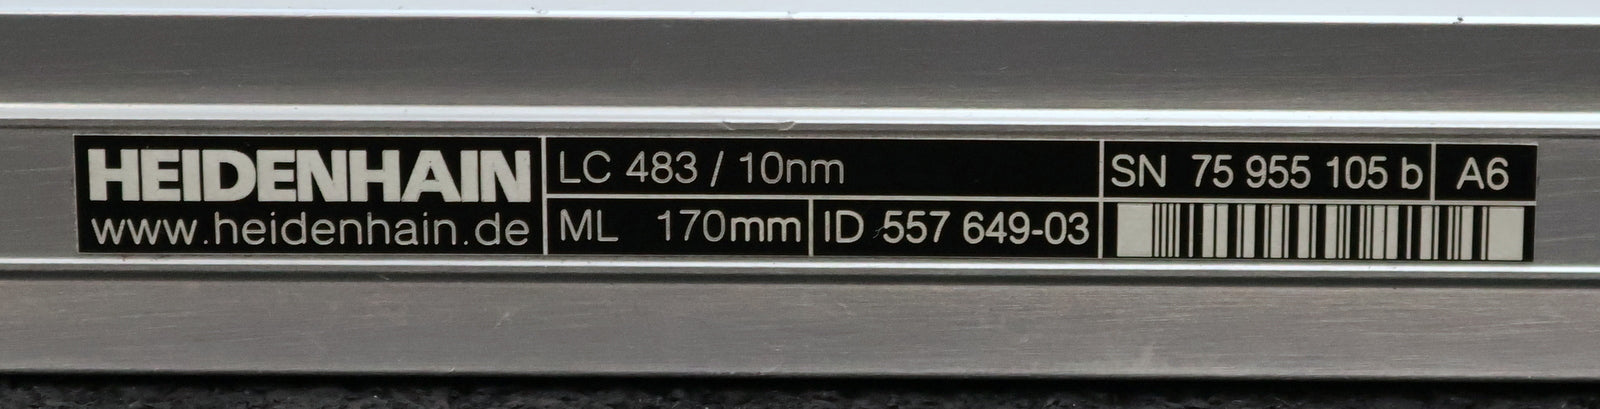 HEIDENHAIN
www.heidenhain.de
LC 483 / 10nm
ML 170mm
ID 557 649-03
SN 75 955 105 b
A6